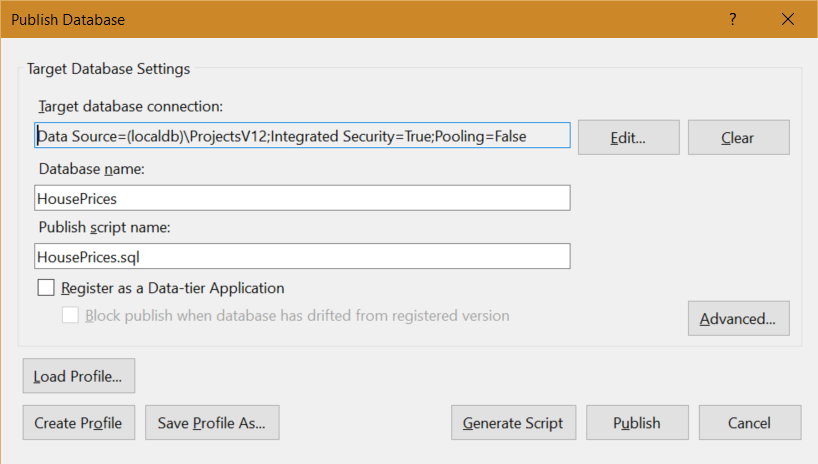 Publish Database
?
Target Database Settings
Target database connection:
Data Source=(localdb)\ProjectsV12;Integrated Security=True;Pooling=False
Edit...
Clear
Database name:
HousePrices
Publish script name:
HousePrices.sql
Register as a Data-tier Application
Block publish when database has drifted from registered version
Advanced...
Load Profile...
Create Profile
Save Profile As...
Generate Script
Publish
Cancel